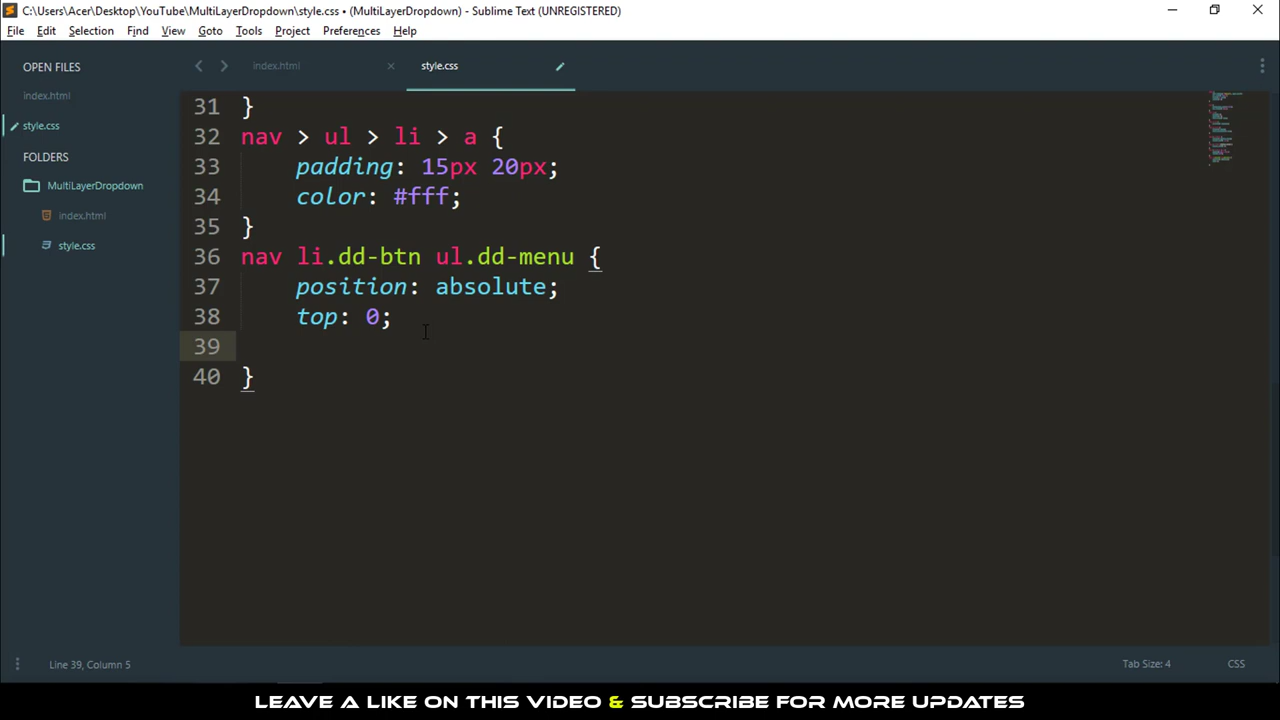 C:\Users\Acer\Desktop\YouTube\MultiLayerDropdown\style.css • (MultiLayerDropdown) - Sublime Text (UNREGISTERED)
File Edit Selection Find View Goto Tools Project Preferences Help
OPEN FILES
index.html
style.css
FOLDERS
MultiLayerDropdown
index.html
style.css
index.html × style.css
31 }
32 nav > ul > li > a {
33     padding: 15px 20px;
34     color: #fff;
35 }
36 nav li.dd-btn ul.dd-menu {
37     position: absolute;
38     top: 0;
39
40 }
Line 39, Column 5
Tab Size: 4 CSS
LEAVE A LIKE ON THIS VIDEO & SUBSCRIBE FOR MORE UPDATES